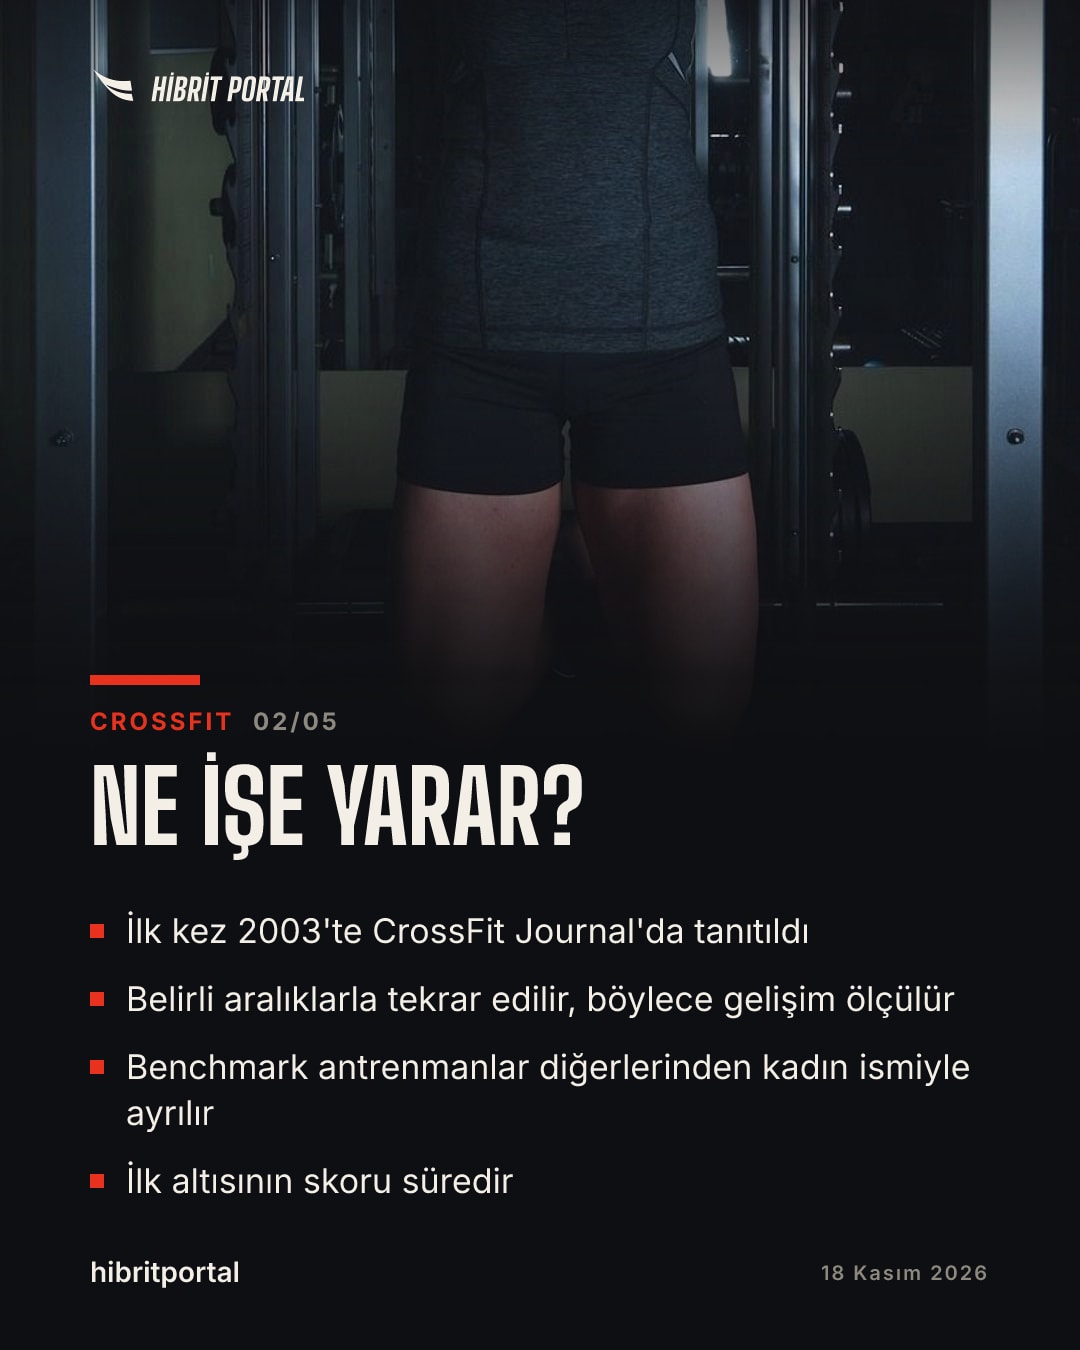 HİBRİT PORTAL
CROSSFIT 02/05
NE İŞE YARAR?
İlk kez 2003'te CrossFit Journal'da tanıtıldı
Belirli aralıklarla tekrar edilir, böylece gelişim ölçülür
Benchmark antrenmanlar diğerlerinden kadın ismiyle
ayrılır
İlk altısının skoru süredir
hibritportal
18 Kasım 2026